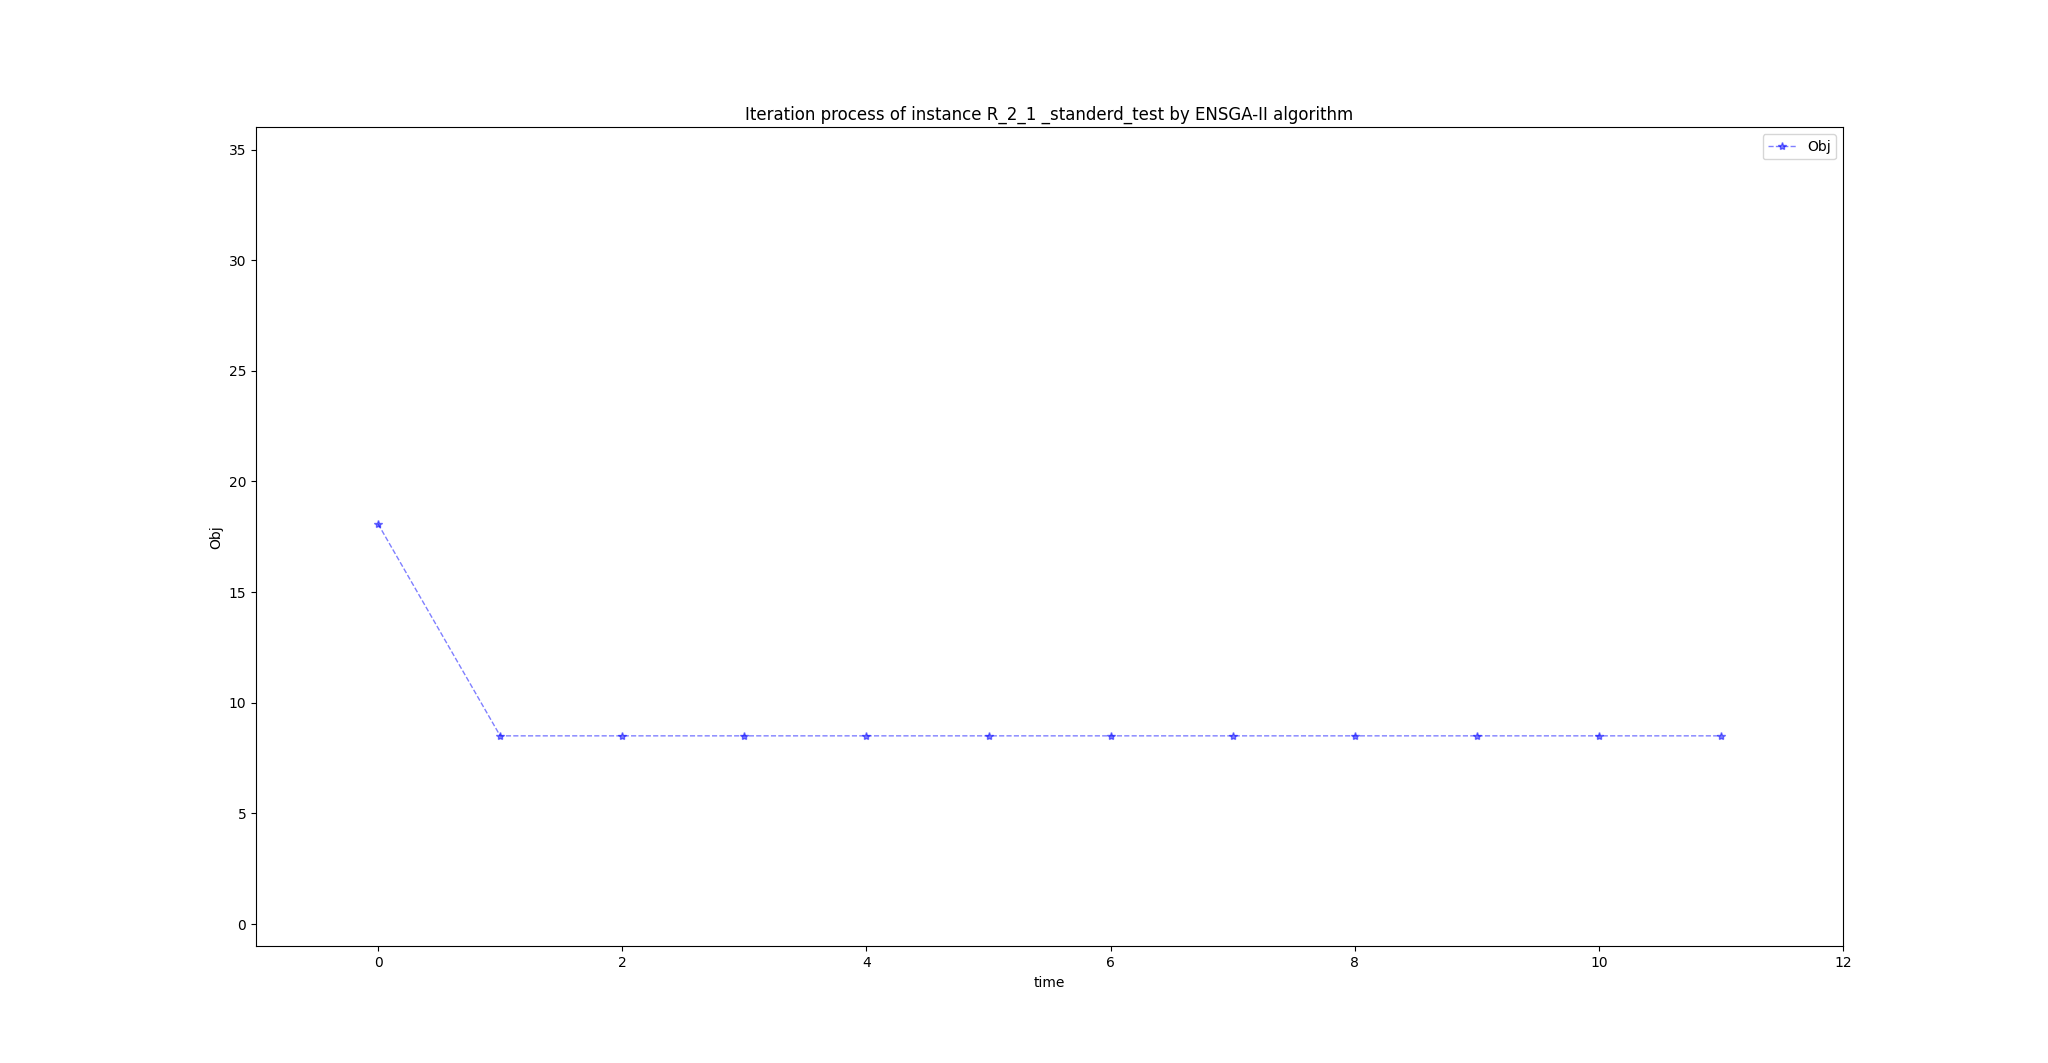 Iteration process of instance R_2_1 _standerd_test by ENSGA-II algorithm
Obj
35
30
25
20
15
10
5
0
Obj
0 2 4 6 8 10 12
time